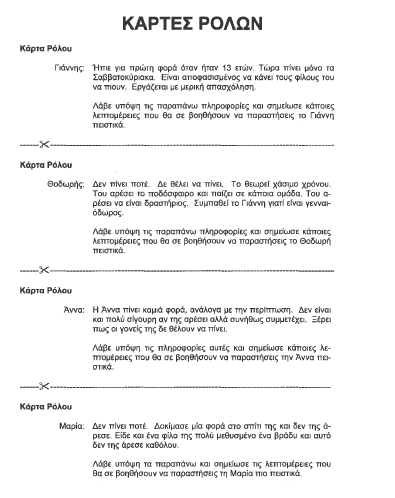 ΚΑΡΤΕΣ ΡΟΛΩΝ
Κάρτα Ρόλου
Γιάννης: Ήπιε για πρώτη φορά όταν ήταν 13 ετών. Τώρα πίνει μόνο τα
Σαββατοκύριακα. Είναι αποφασισμένος να κάνει τους φίλους του
να πιουν. Εργάζεται με μερική απασχόληση.
Λάβε υπόψη τις παραπάνω πληροφορίες και σημείωσε κάποιες
λεπτομέρειες που θα σε βοηθήσουν να παραστήσεις το Γιάννη
πειστικά.
Κάρτα Ρόλου
Θοδωρής: Δεν πίνει ποτέ. Δε θέλει να πίνει. Το θεωρεί χάσιμο χρόνου.
Του αρέσει το ποδόσφαιρο και παίζει σε κάποια ομάδα. Του α-
ρέσει να είναι δραστήριος. Συμπαθεί το Γιάννη γιατί είναι γενναι-
όδωρος.
Λάβε υπόψη τις παραπάνω πληροφορίες και σημείωσε κάποιες
λεπτομέρειες που θα σε βοηθήσουν να παραστήσεις το Θοδωρή
πειστικά.
Κάρτα Ρόλου
Άννα: Η Άννα πίνει καμιά φορά, ανάλογα με την περίπτωση. Δεν είναι
και πολύ σίγουρη αν της αρέσει αλλά συνήθως συμμετέχει. Ξέρει
πως οι γονείς της δε θέλουν να πίνει.
Λάβε υπόψη τις πληροφορίες αυτές και σημείωσε κάποιες λε-
πτομέρειες που θα σε βοηθήσουν να παραστήσεις την Άννα πει-
στικά.
Κάρτα Ρόλου
Μαρία: Δεν πίνει ποτέ. Δοκίμασε μία φορά στο σπίτι της και δεν της ά-
ρεσε. Είδε και ένα φίλο της πολύ μεθυσμένο ένα βράδυ και αυτό
δεν της άρεσε καθόλου.
Λάβε υπόψη τα παραπάνω και σημείωσε τις λεπτομέρειες που
θα σε βοηθήσουν να παραστήσεις τη Μαρία πιο πειστικά.